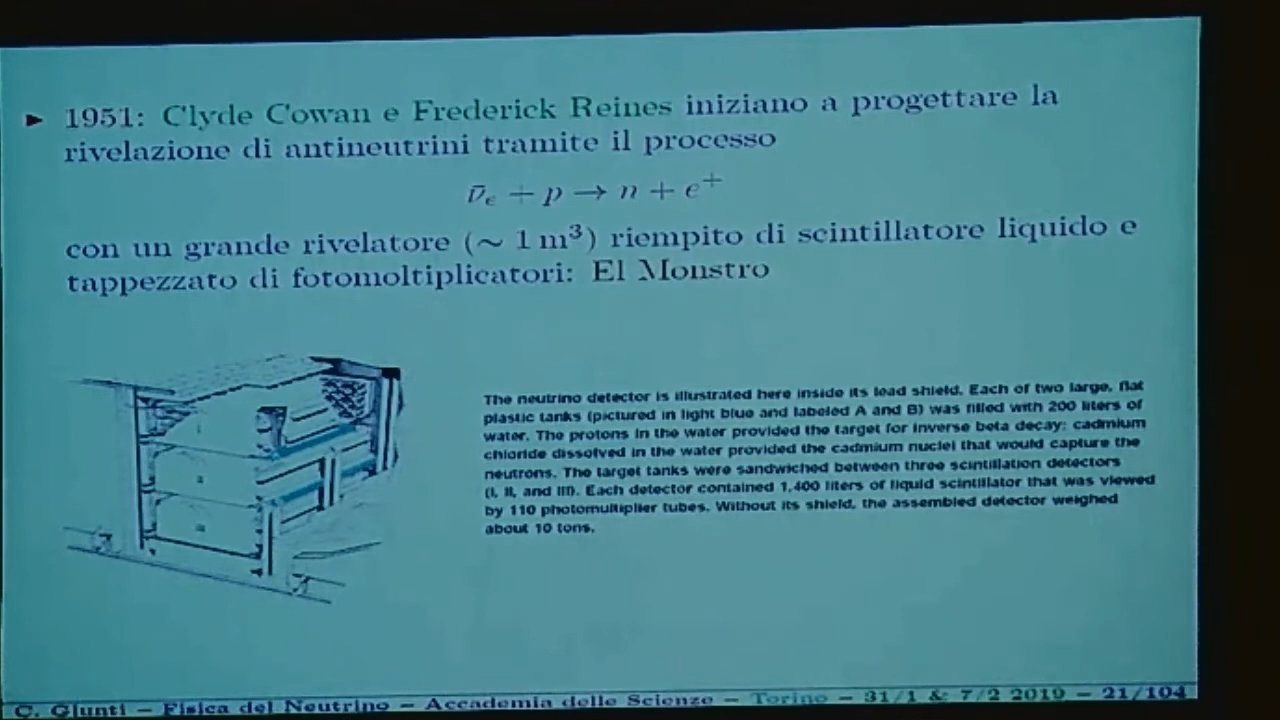 ► 1951: Clyde Cowan e Frederick Reines iniziano a progettare la
rivelazione di antineutrini tramite il processo
ν̄e + p → n + e⁺
con un grande rivelatore (∼ 1 m³) riempito di scintillatore liquido e
tappezzato di fotomoltiplicatori: El Monstro
The neutrino detector is illustrated here inside its lead shield. Each of two large, flat
plastic tanks (pictured in light blue and labeled A and B) was filled with 200 liters of
water. The protons in the water provided the target for inverse beta decay; cadmium
chloride dissolved in the water provided the cadmium nuclei that would capture the
neutrons. The target tanks were sandwiched between three scintillation detectors
(I, II, and III). Each detector contained 1,400 liters of liquid scintillator that was viewed
by 110 photomultiplier tubes. Without its shield, the assembled detector weighed
about 10 tons.
C. Giunti − Fisica del Neutrino − Accademia delle Scienze − Torino − 31/1 & 7/2 2019 − 21/104